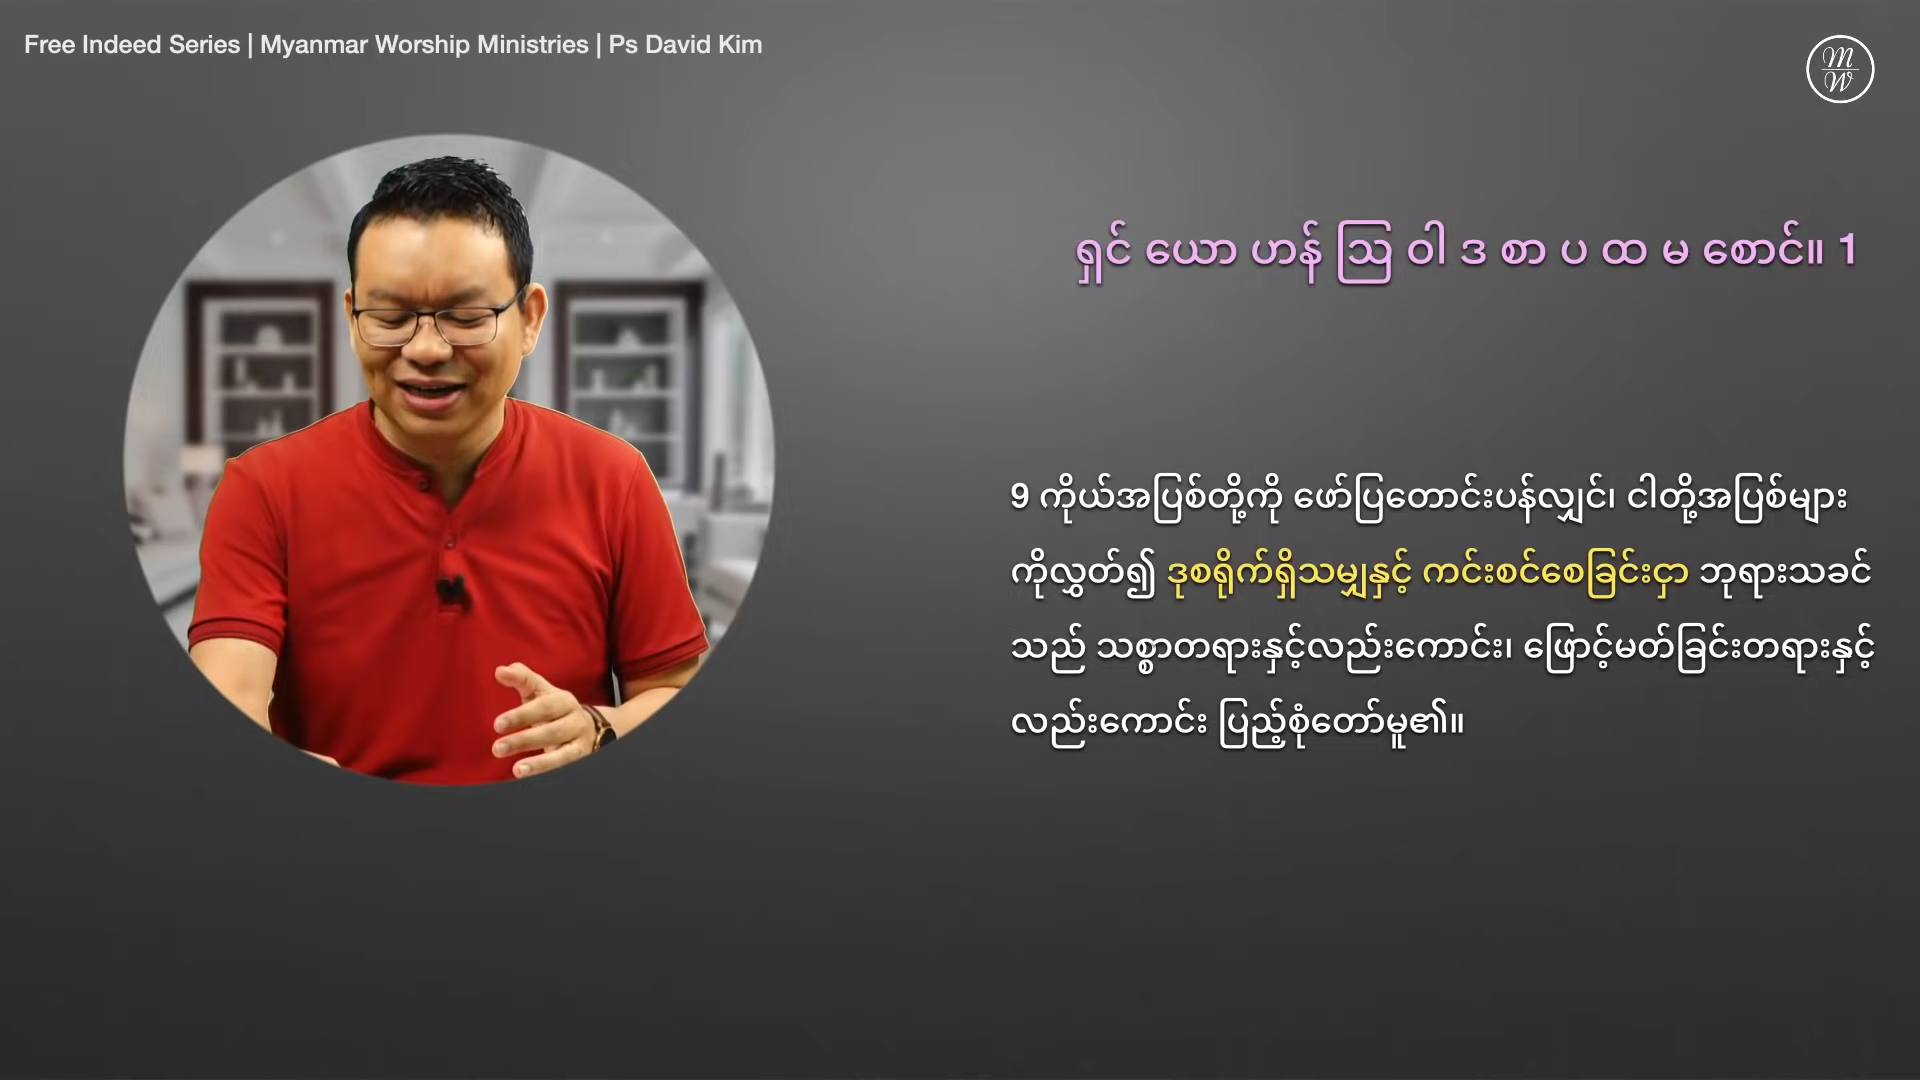 Free Indeed Series | Myanmar Worship Ministries | Ps David Kim
M
W
ရှင် ယော ဟန် ဩ ဝါ ဒ စာ ပ ထ မ စောင်။ 1
9 ကိုယ်အပြစ်တို့ကို ဖော်ပြတောင်းပန်လျှင်၊ ငါတို့အပြစ်များ
ကိုလွှတ်၍ ဒုစရိုက်ရှိသမျှနှင့် ကင်းစင်စေခြင်းငှာ ဘုရားသခင်
သည် သစ္စာတရားနှင့်လည်းကောင်း၊ ဖြောင့်မတ်ခြင်းတရားနှင့်
လည်းကောင်း ပြည့်စုံတော်မူ၏။